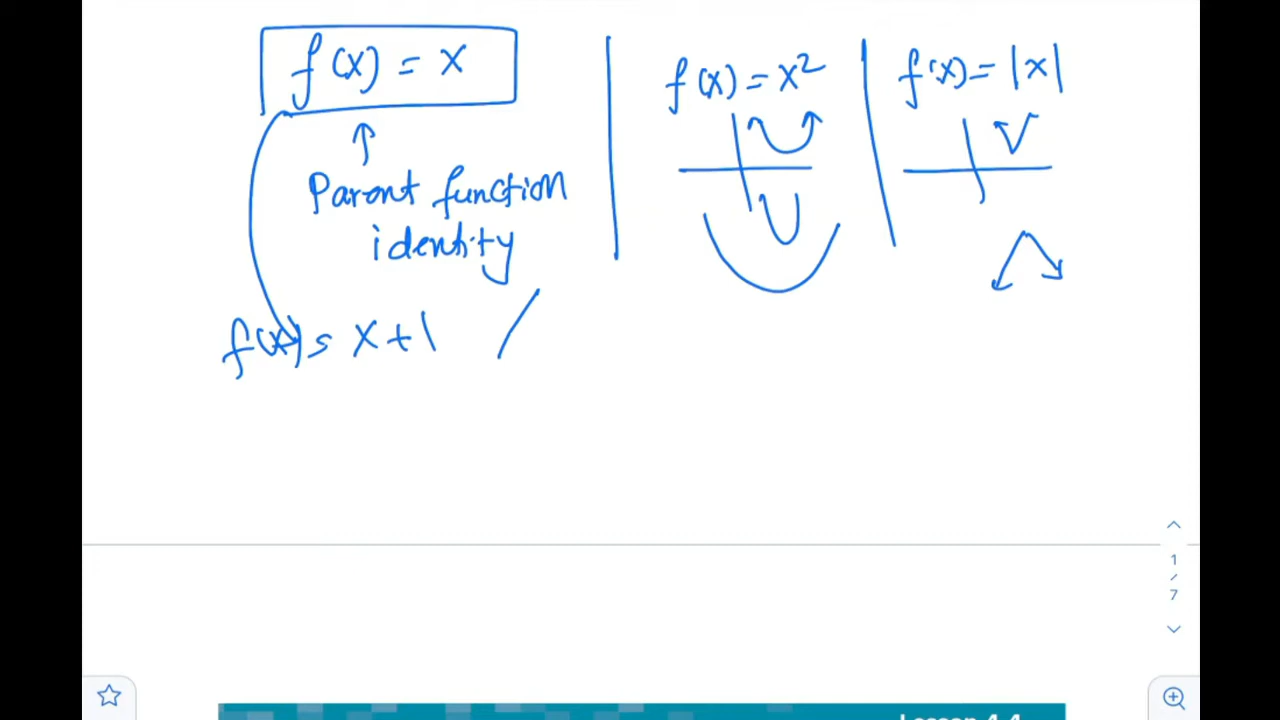 f(x) = x
Parent function
identity
f(x) = x+1
f(x) = x²
f(x) = |x|
1
/
7